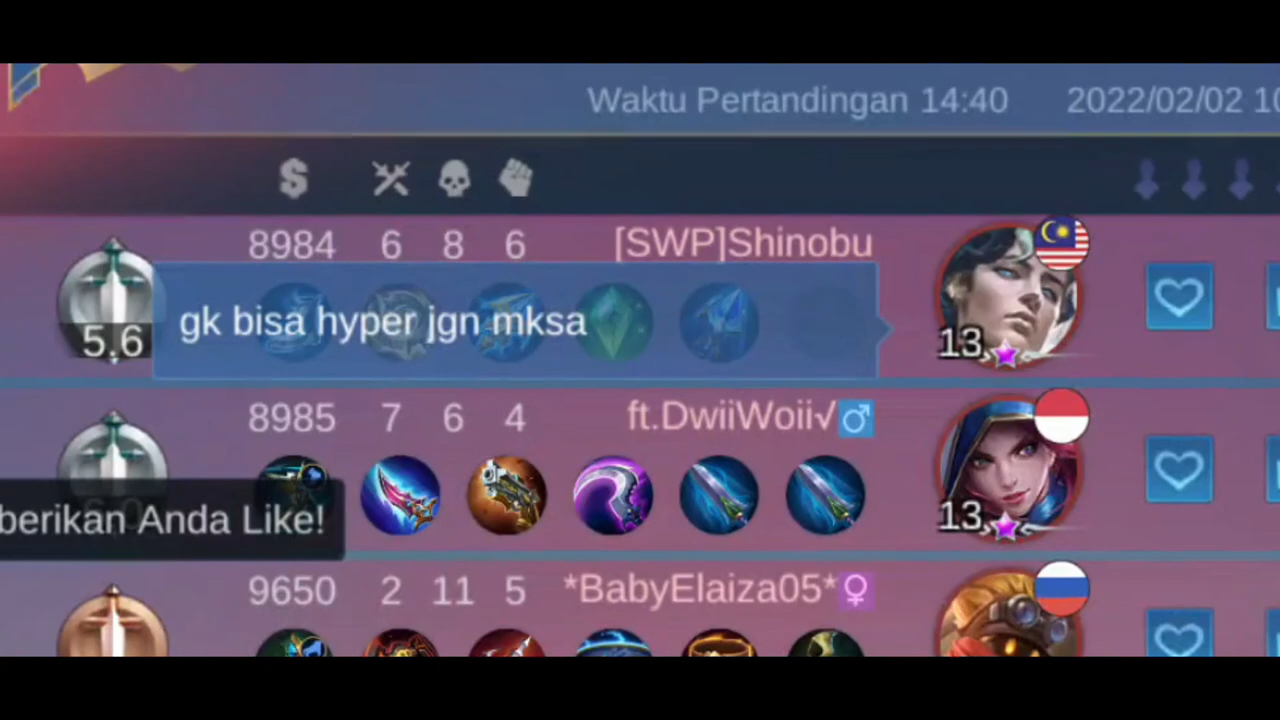 Waktu Pertandingan 14:40 2022/02/02 10
8984 6 8 6 [SWP]Shinobu
5.6 gk bisa hyper jgn mksa 13
8985 7 6 4 ft.DwiiWoii√
13
berikan Anda Like!
9650 2 11 5 *BabyElaiza05*